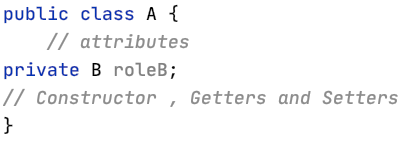 public class A {
// attributes
private B roleB;
// Constructor , Getters and Setters
}